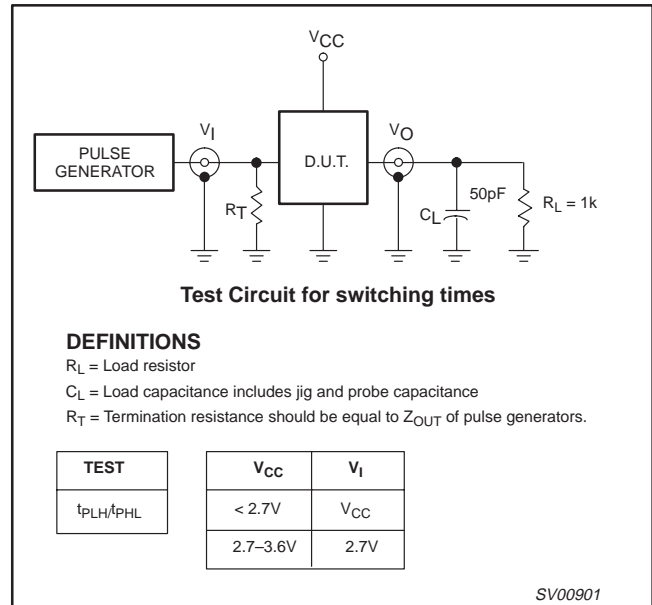 VCC
PULSE
GENERATOR
VI
D.U.T.
VO
RT
CL
50pF
RL = 1k
Test Circuit for switching times
DEFINITIONS
RL = Load resistor
CL = Load capacitance includes jig and probe capacitance
RT = Termination resistance should be equal to ZOUT of pulse generators.
TEST
tPLH/tPHL
VCC VI
< 2.7V VCC
2.7–3.6V 2.7V
SV00901